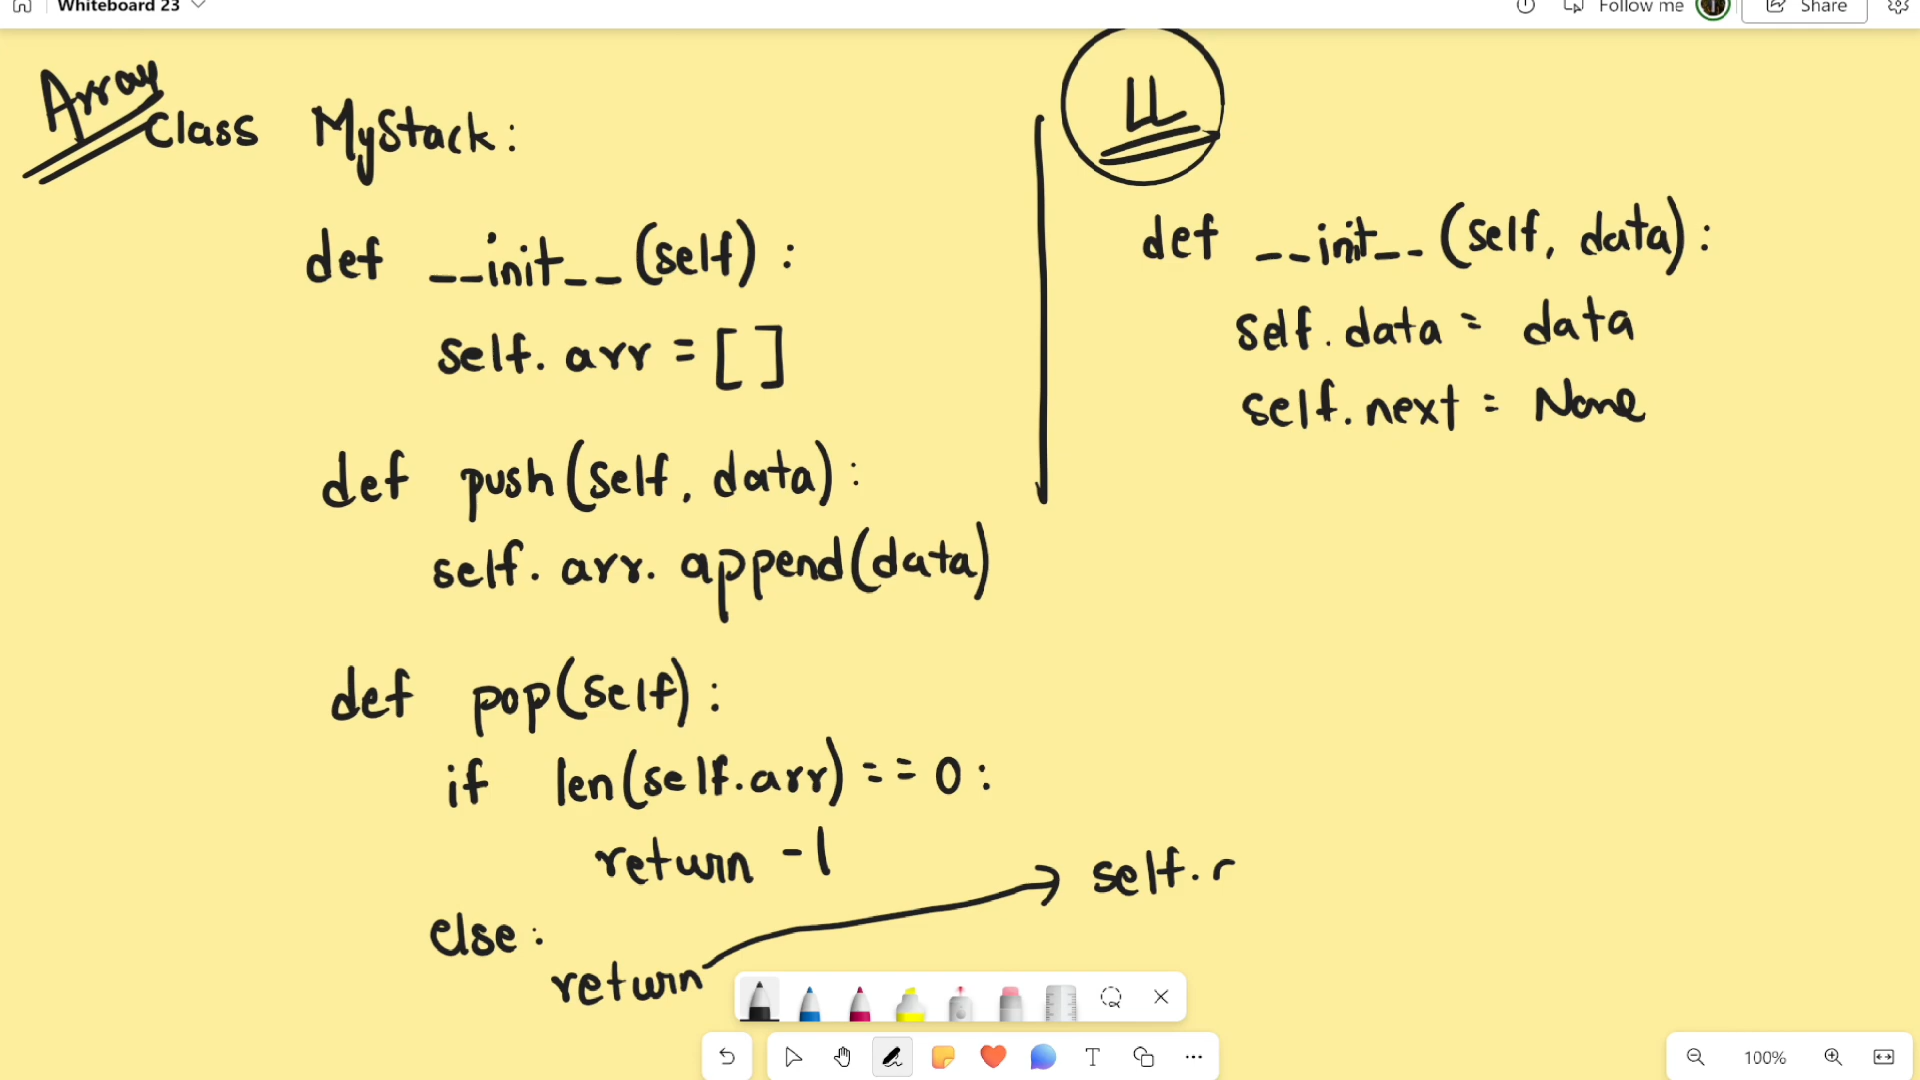 Whiteboard 23
Follow me
Share
Array
Class MyStack:
def __init__(self):
self.arr = []
def push(self, data):
self.arr.append(data)
def pop(self):
if len(self.arr) == 0:
return -1
else:
return
self.r
LL
def __init__(self, data):
self.data = data
self.next = None
100%